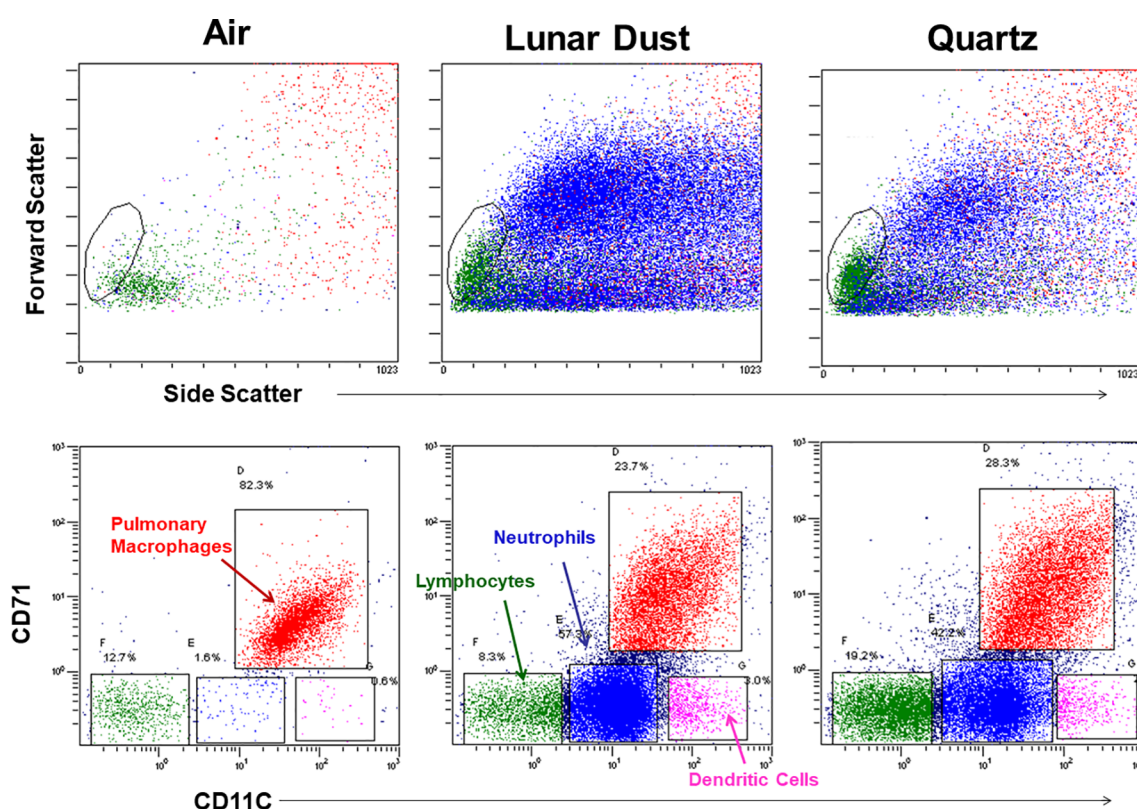 Air
Lunar Dust
Quartz
Forward Scatter
0
1023
0
1023
0
1023
Side Scatter
CD71
10³
10²
10¹
10⁰
D
82.3%
Pulmonary
Macrophages
F
12.7%
E
1.6%
G
0.6%
10⁰
10¹
10²
10³
10³
10²
10¹
10⁰
D
23.7%
Neutrophils
Lymphocytes
E
57.3%
F
8.3%
G
3.0%
10⁰
10¹
10²
10³
Dendritic Cells
10³
10²
10¹
10⁰
D
28.3%
E
42.2%
F
19.2%
G
10⁰
10¹
10²
CD11C